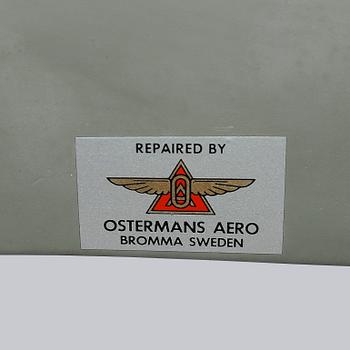 REPAIRED BY
OSTERMANS AERO
BROMMA SWEDEN